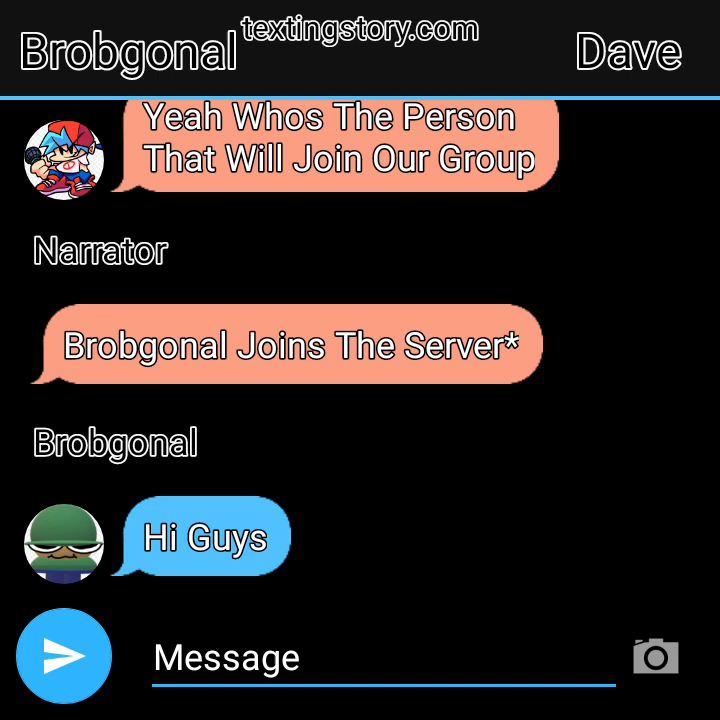 textingstory.com
Brobgonal
Dave
Yeah Whos The Person
That Will Join Our Group
Narrator
Brobgonal Joins The Server*
Brobgonal
Hi Guys
Message